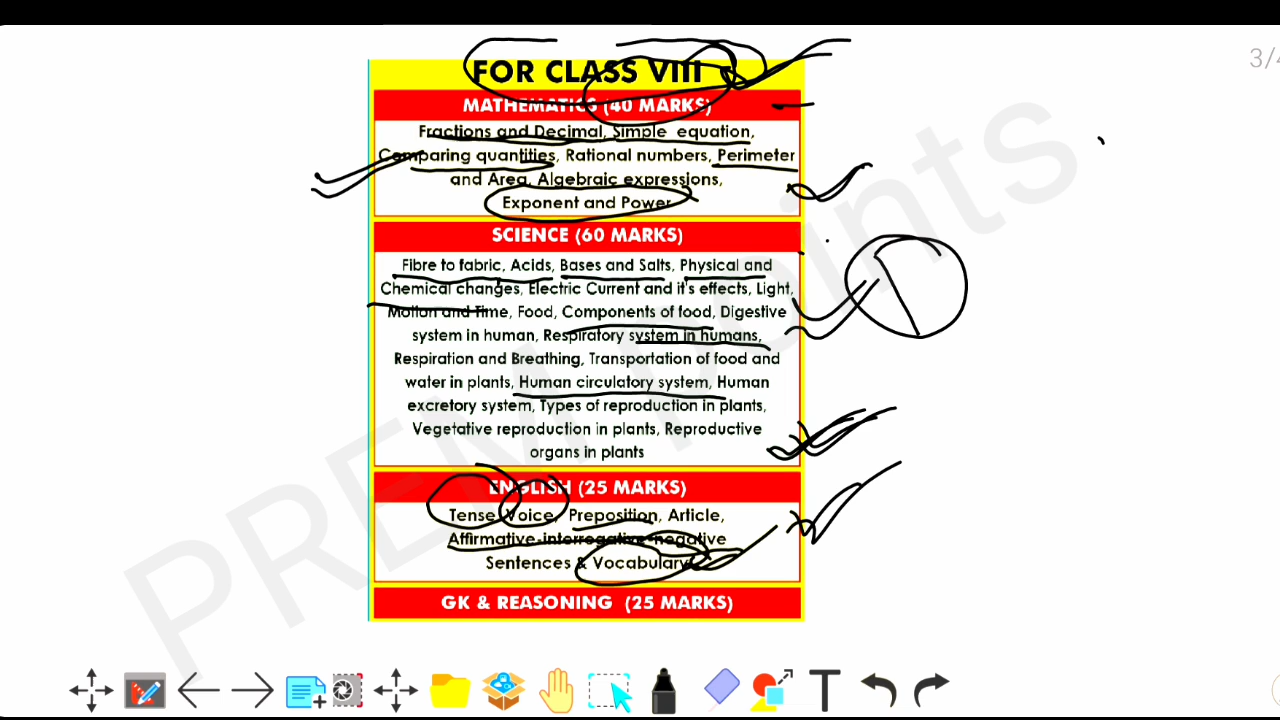 3/4
FOR CLASS VIII
MATHEMATICS (40 MARKS)
Fractions and Decimal, Simple equation,
Comparing quantities, Rational numbers, Perimeter
and Area, Algebraic expressions,
Exponent and Power
SCIENCE (60 MARKS)
Fibre to fabric, Acids, Bases and Salts, Physical and
Chemical changes, Electric Current and it's effects, Light,
Motion and Time, Food, Components of food, Digestive
system in human, Respiratory system in humans,
Respiration and Breathing, Transportation of food and
water in plants, Human circulatory system, Human
excretory system, Types of reproduction in plants,
Vegetative reproduction in plants, Reproductive
organs in plants
ENGLISH (25 MARKS)
Tense, Voice, Preposition, Article,
Affirmative-interrogative-negative
Sentences & Vocabulary
GK & REASONING (25 MARKS)
PREM points
T